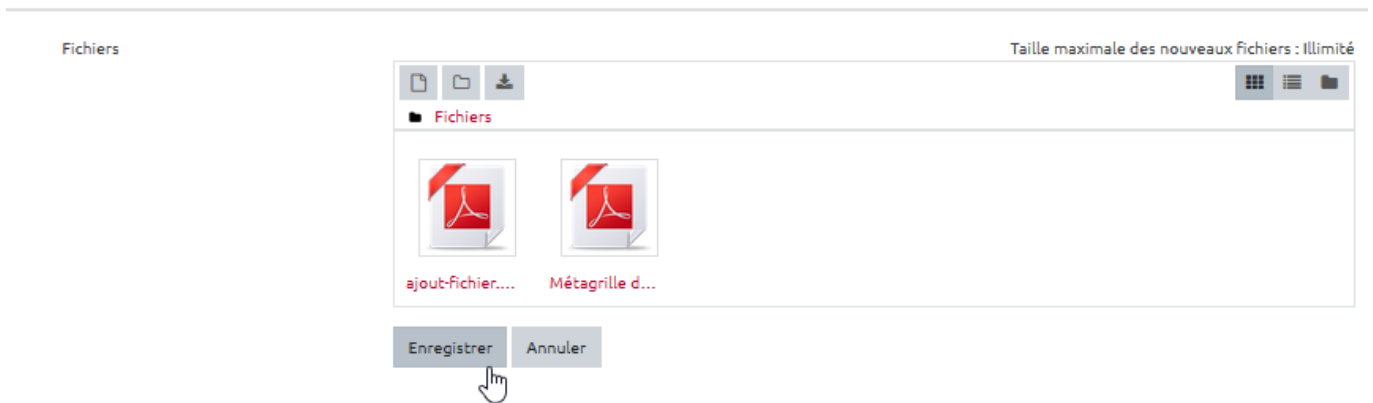 Fichiers
Taille maximale des nouveaux fichiers : Illimité
Fichiers
ajout-fichier....
Métagrille d...
Enregistrer
Annuler